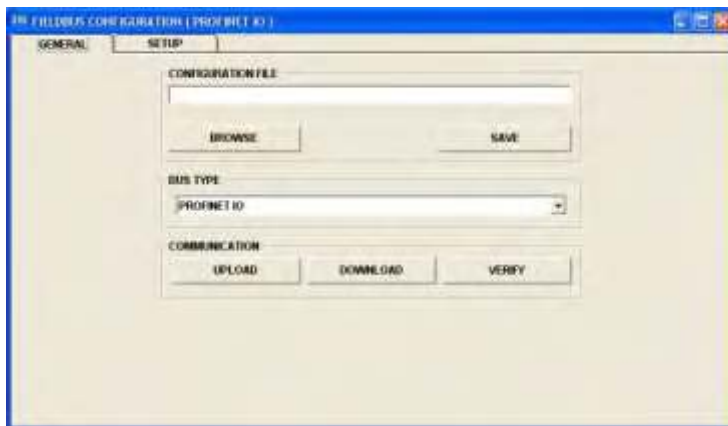 FIELDBUS CONFIGURATION ( PROFINET IO )
GENERAL SETUP
CONFIGURATION FILE
BROWSE SAVE
BUS TYPE
PROFINET IO
COMMUNICATION
UPLOAD DOWNLOAD VERIFY